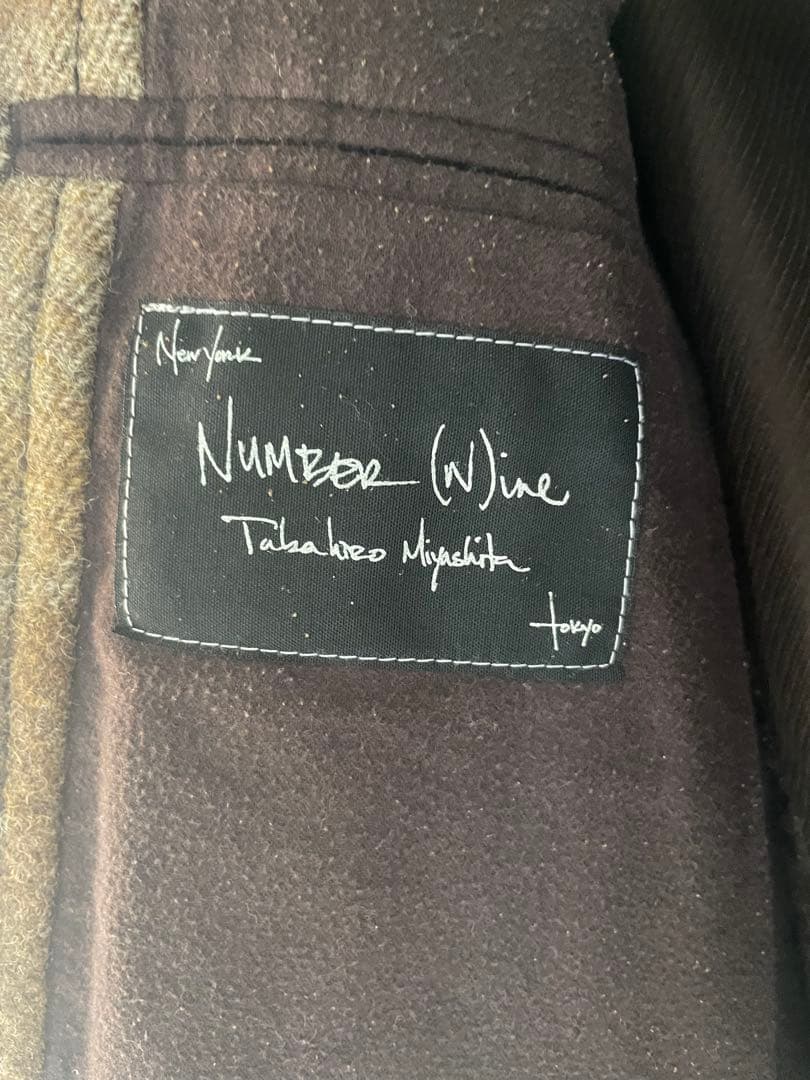 New York
NUMBER (N)ine
Takahiro Miyashita
tokyo